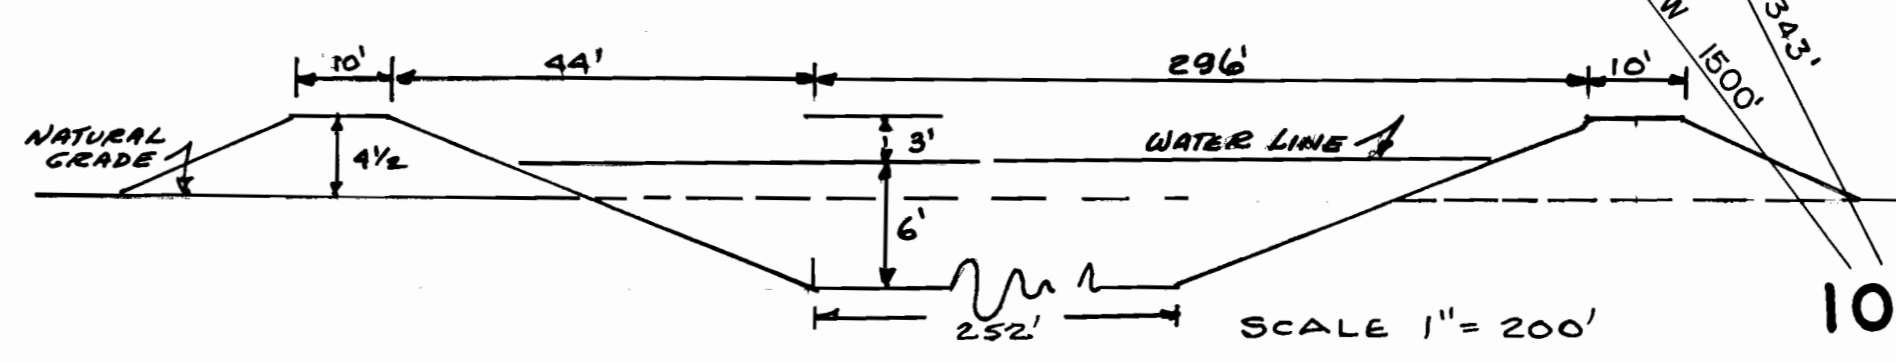 10'
44'
296'
10'
W
1500'
343'
NATURAL
GRADE
4½
3'
WATER LINE
6'
252'
SCALE 1" = 200'
10